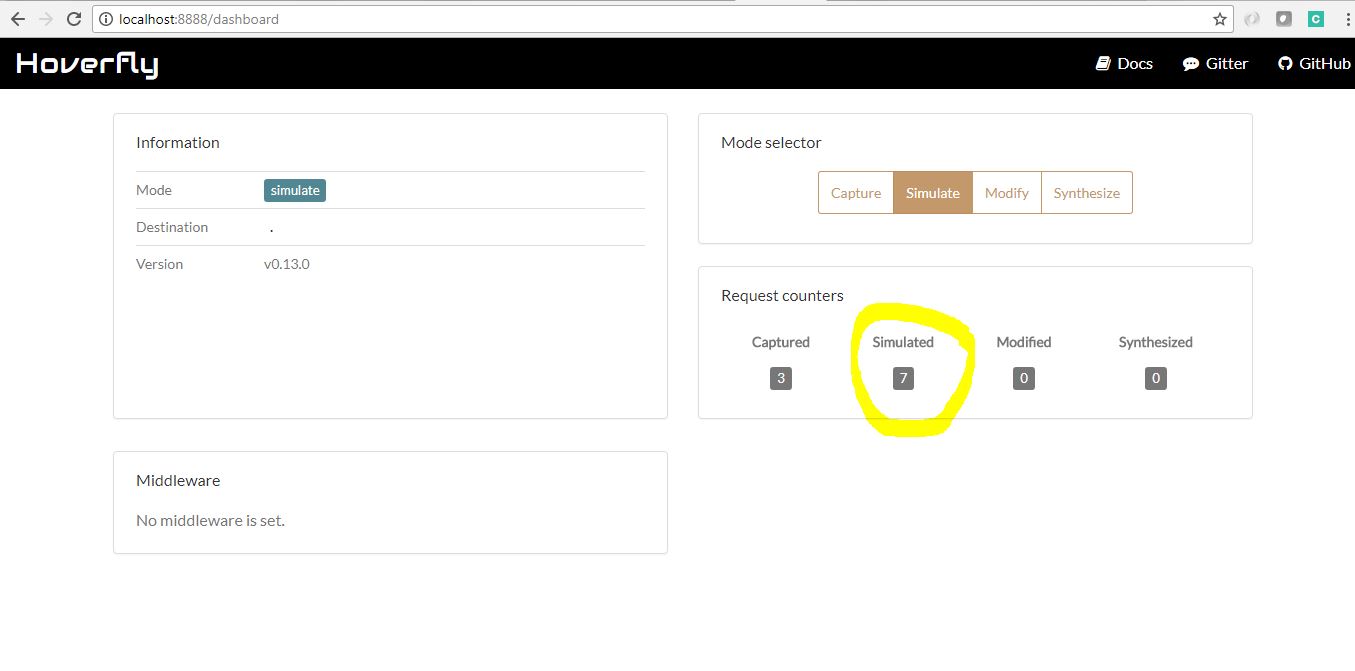 localhost:8888/dashboard
C
Hoverfly
Docs
Gitter
GitHub
Information
Mode simulate
Destination .
Version v0.13.0
Mode selector
Capture Simulate Modify Synthesize
Request counters
Captured Simulated Modified Synthesized
3 7 0 0
Middleware
No middleware is set.